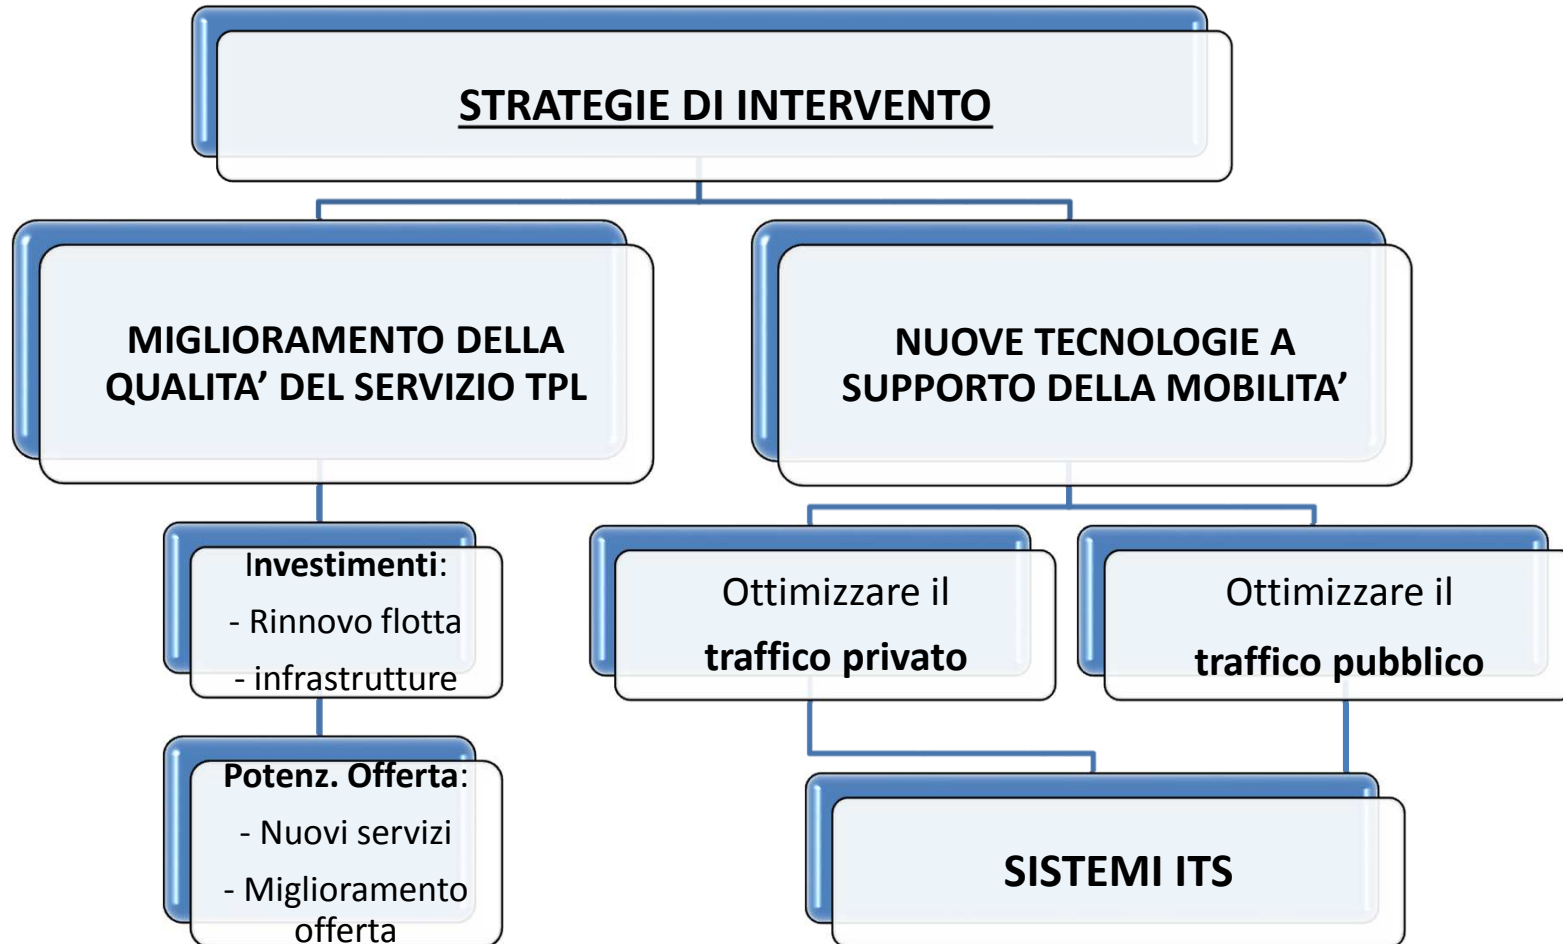 STRATEGIE DI INTERVENTO
MIGLIORAMENTO DELLA
QUALITA’ DEL SERVIZIO TPL
NUOVE TECNOLOGIE A
SUPPORTO DELLA MOBILITA’
Investimenti:
- Rinnovo flotta
- infrastrutture
Ottimizzare il
traffico privato
Ottimizzare il
traffico pubblico
Potenz. Offerta:
- Nuovi servizi
- Miglioramento
offerta
SISTEMI ITS